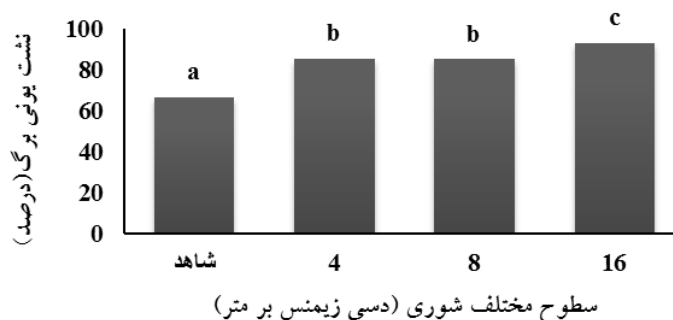 نشت یونی برگ(درصد)
100
80
60
40
20
0
a
b
b
c
شاهد
4
8
16
سطوح مختلف شوری (دسی زیمنس بر متر)